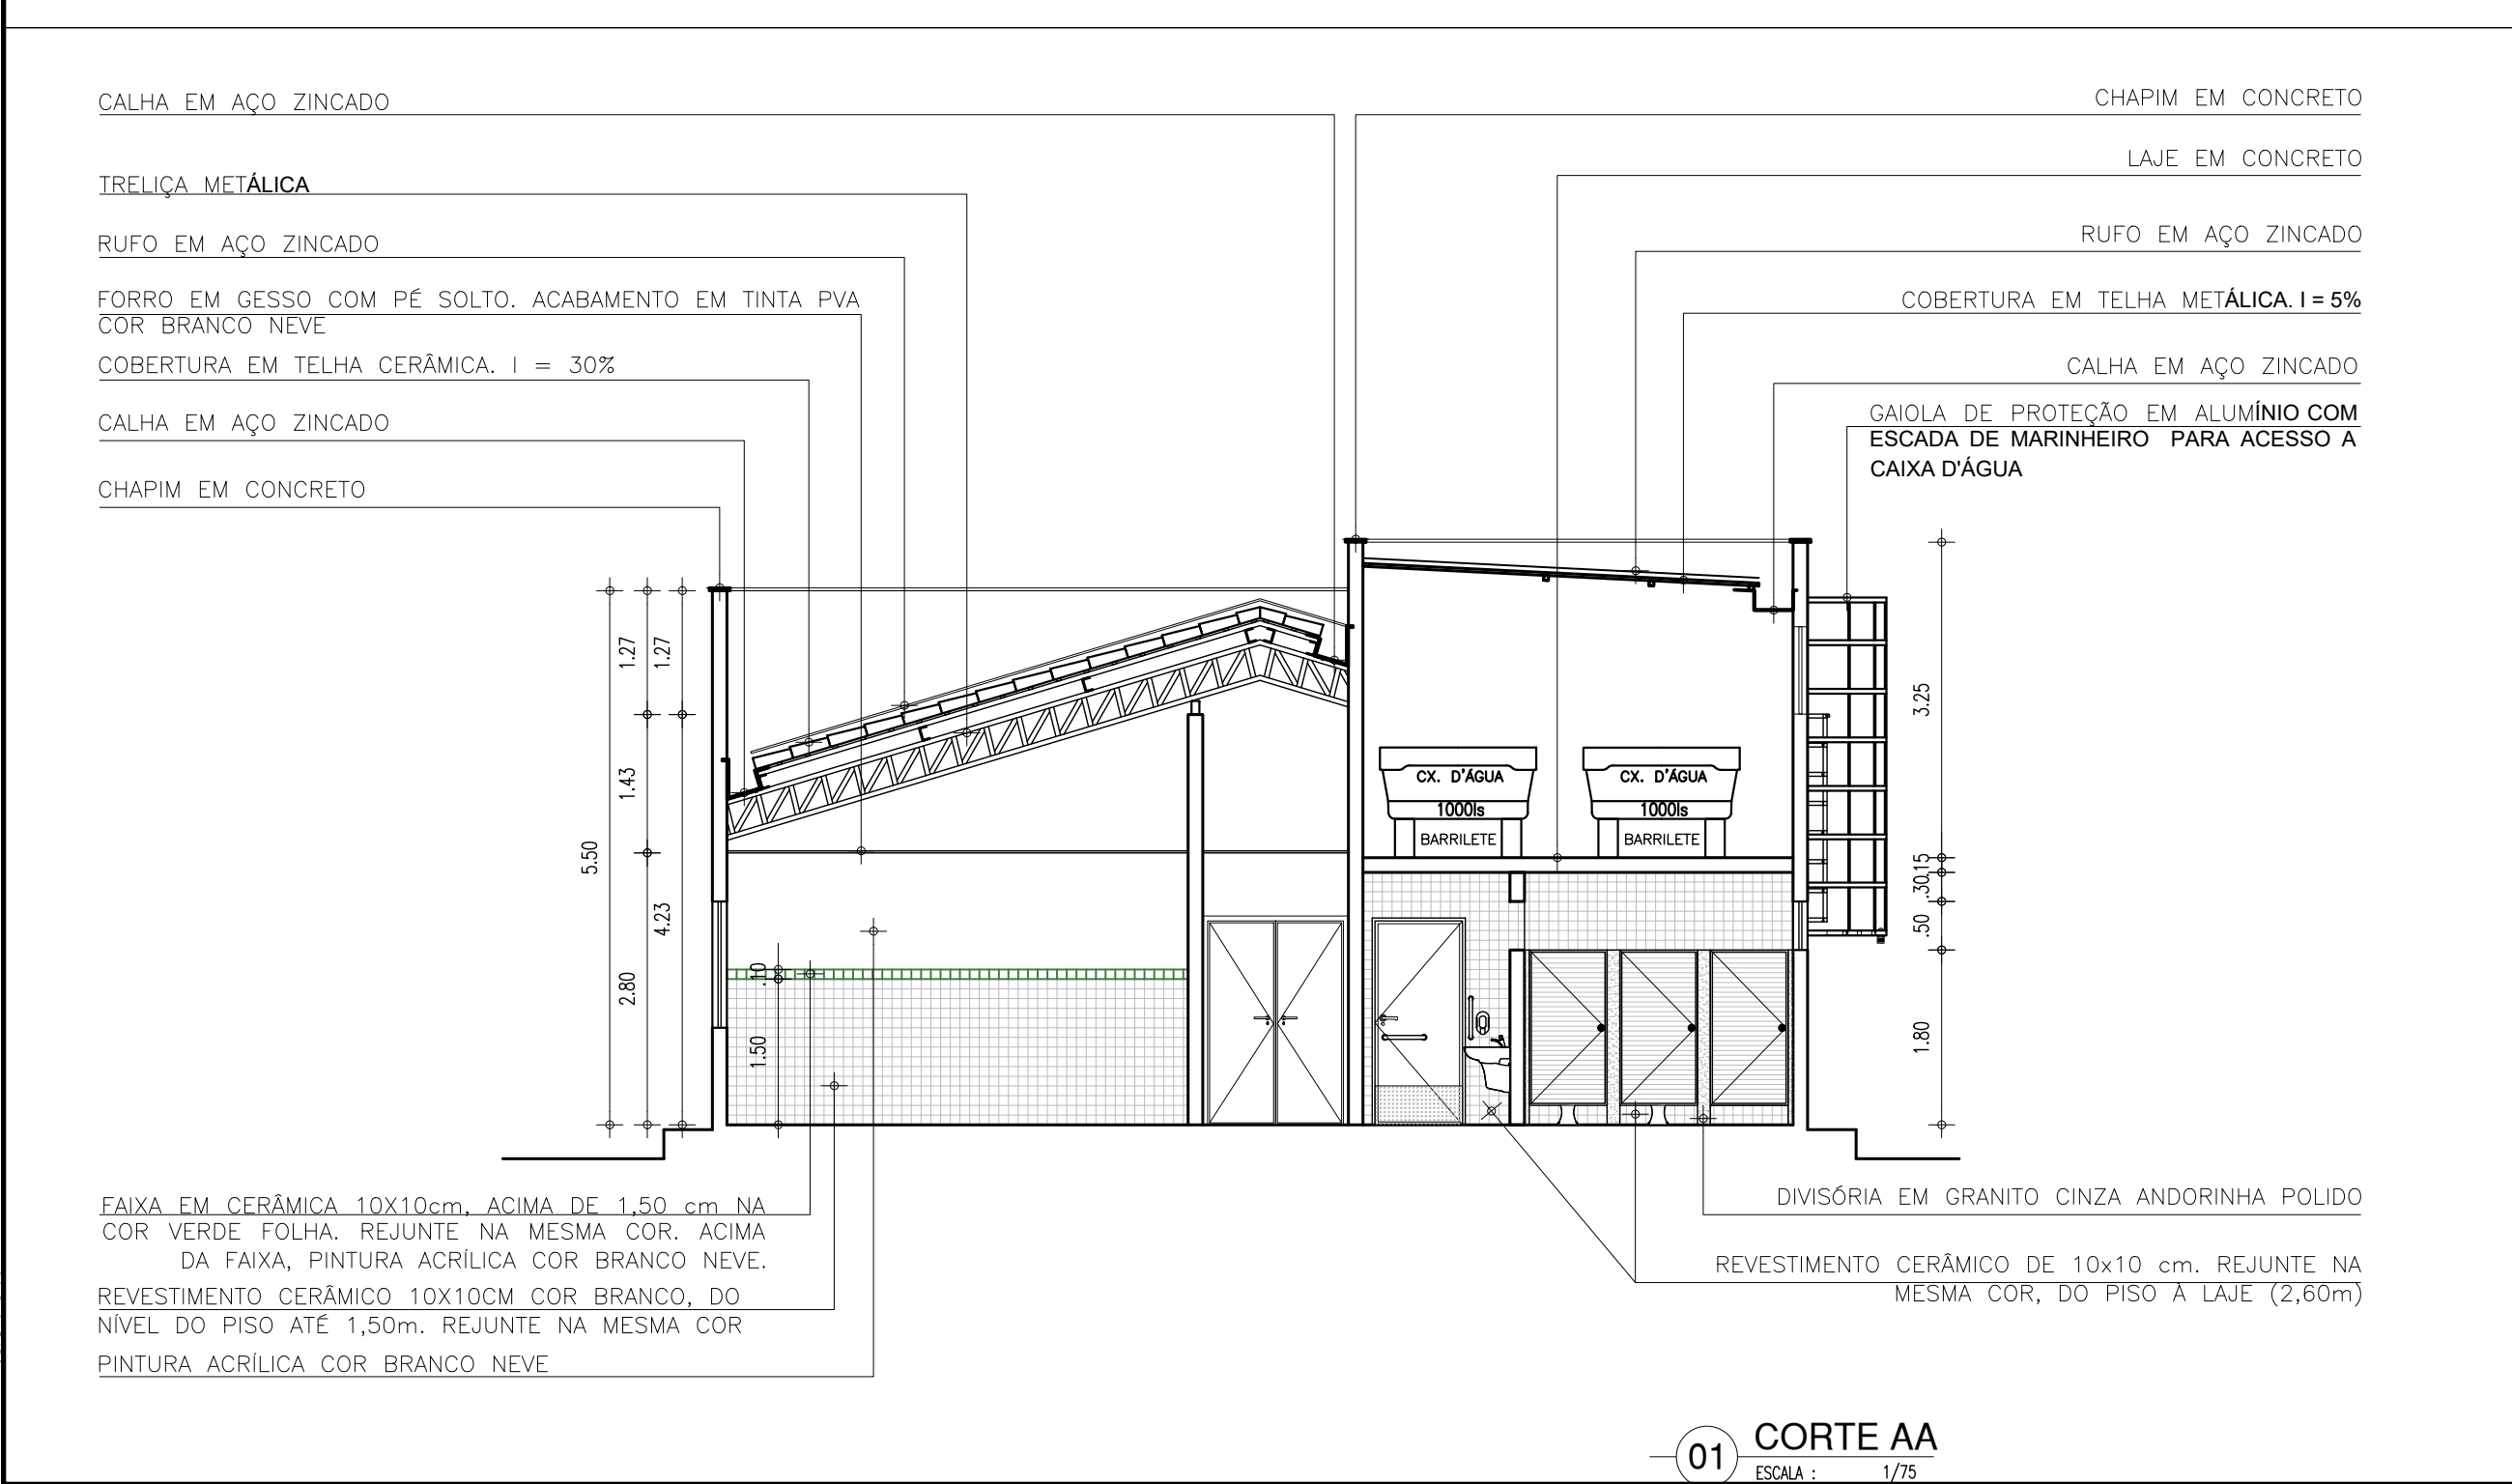 CALHA EM AÇO ZINCADO
TRELIÇA METÁLICA
RUFO EM AÇO ZINCADO
FORRO EM GESSO COM PÉ SOLTO. ACABAMENTO EM TINTA PVA
COR BRANCO NEVE
COBERTURA EM TELHA CERÂMICA. I = 30%
CALHA EM AÇO ZINCADO
CHAPIM EM CONCRETO
CHAPIM EM CONCRETO
LAJE EM CONCRETO
RUFO EM AÇO ZINCADO
COBERTURA EM TELHA METÁLICA. I = 5%
CALHA EM AÇO ZINCADO
GAIOLA DE PROTEÇÃO EM ALUMÍNIO COM
ESCADA DE MARINHEIRO PARA ACESSO A
CAIXA D'ÁGUA
5.50
1.27
1.43
2.80
1.27
4.23
.10
1.50
CX. D'ÁGUA
1000ls
BARRILETE
CX. D'ÁGUA
1000ls
BARRILETE
3.25
.15
.30
.50
1.80
FAIXA EM CERÂMICA 10X10cm, ACIMA DE 1,50 cm NA
COR VERDE FOLHA. REJUNTE NA MESMA COR. ACIMA
DA FAIXA, PINTURA ACRÍLICA COR BRANCO NEVE.
REVESTIMENTO CERÂMICO 10X10CM COR BRANCO, DO
NÍVEL DO PISO ATÉ 1,50m. REJUNTE NA MESMA COR
PINTURA ACRÍLICA COR BRANCO NEVE
DIVISÓRIA EM GRANITO CINZA ANDORINHA POLIDO
REVESTIMENTO CERÂMICO DE 10x10 cm. REJUNTE NA
MESMA COR, DO PISO À LAJE (2,60m)
01
CORTE AA
ESCALA : 1/75